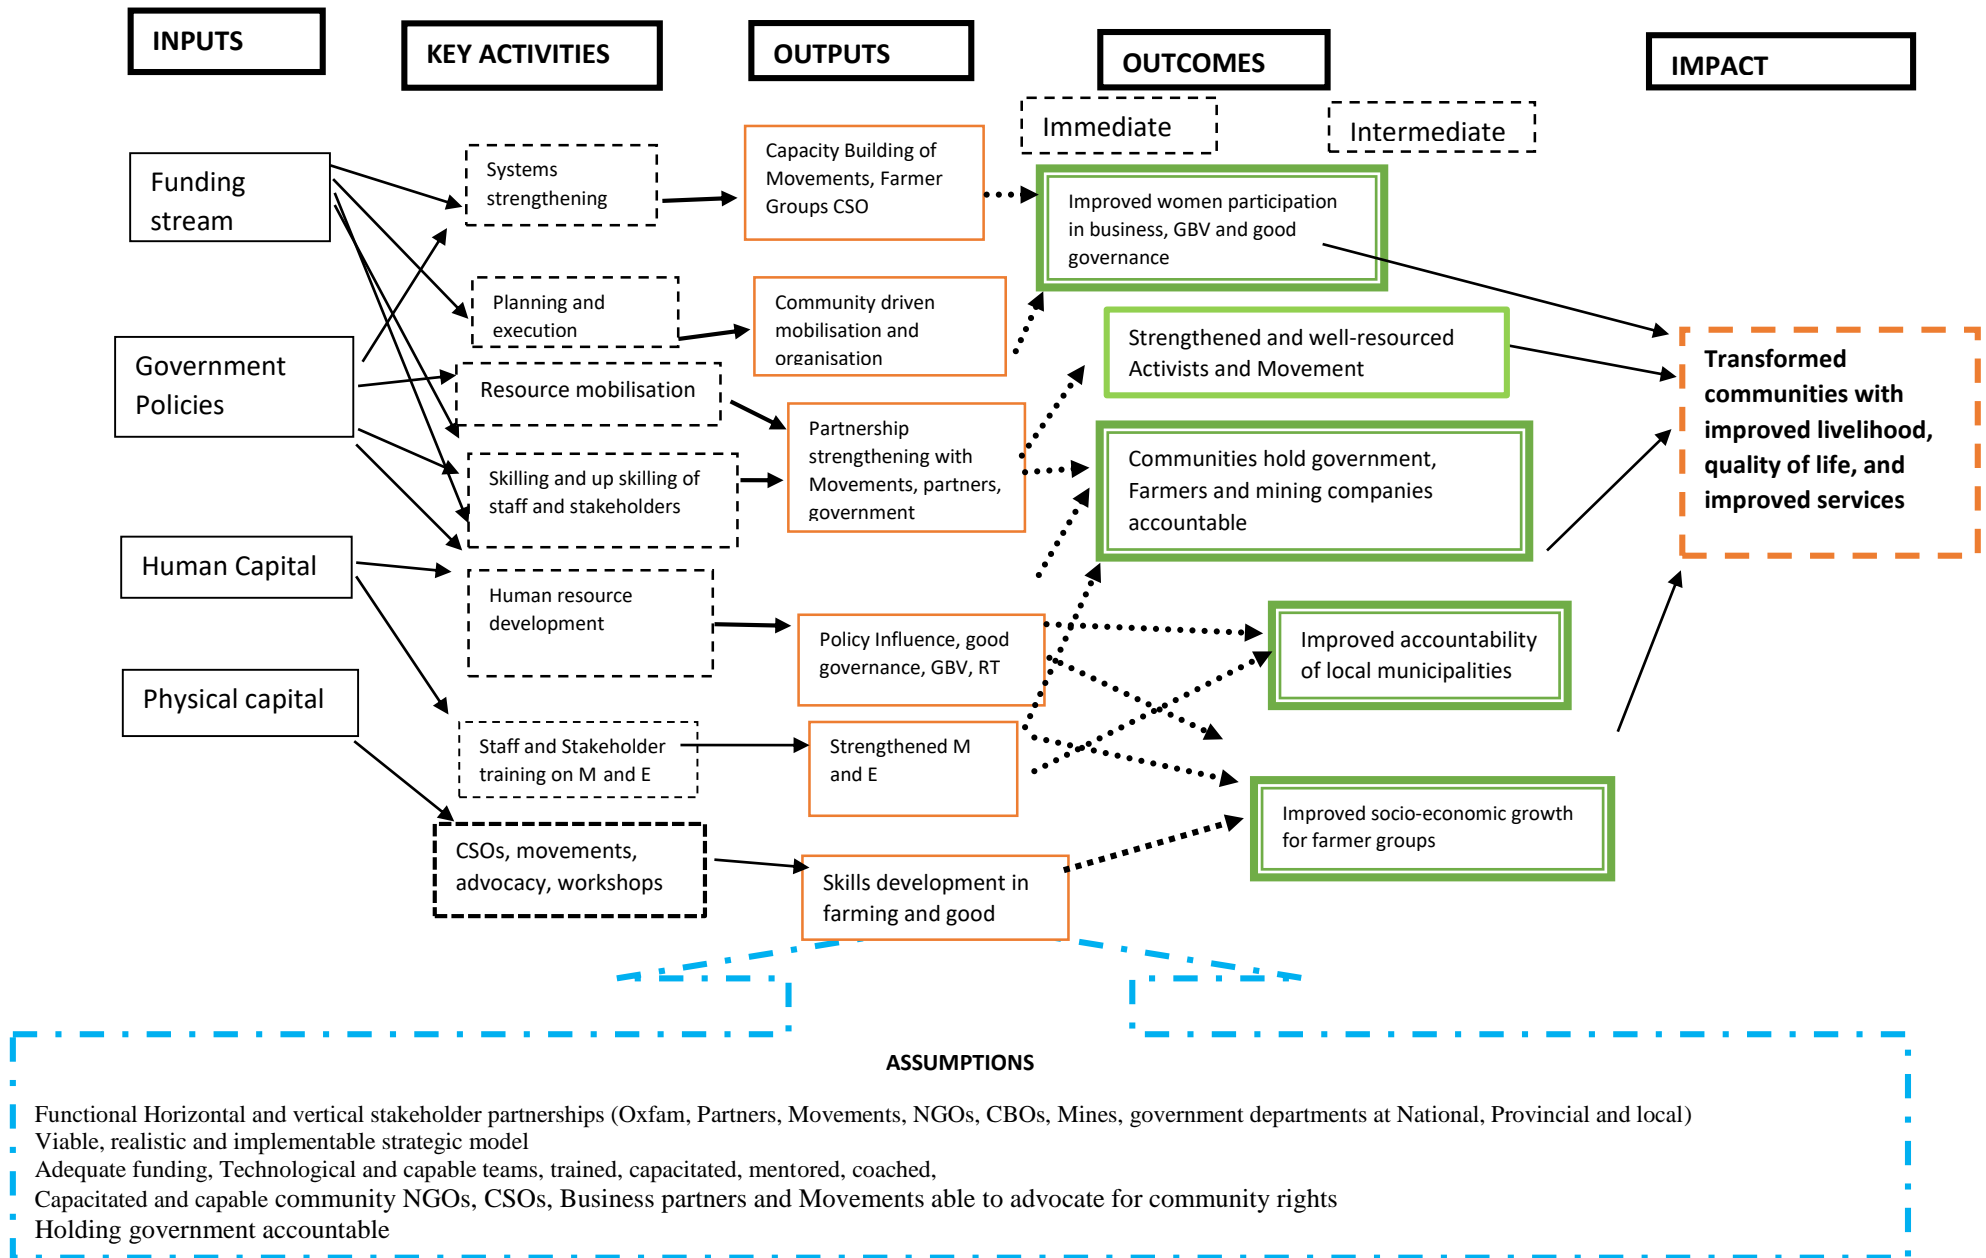 INPUTS
KEY ACTIVITIES
OUTPUTS
OUTCOMES
IMPACT
Immediate
Intermediate
Funding
stream
Government
Policies
Human Capital
Physical capital
Systems
strengthening
Planning and
execution
Resource mobilisation
Skilling and up skilling of
staff and stakeholders
Human resource
development
Staff and Stakeholder
training on M and E
CSOs, movements,
advocacy, workshops
Capacity Building of
Movements, Farmer
Groups CSO
Community driven
mobilisation and
organisation
Partnership
strengthening with
Movements, partners,
government
Policy Influence, good
governance, GBV, RT
Strengthened M
and E
Skills development in
farming and good
Improved women participation
in business, GBV and good
governance
Strengthened and well-resourced
Activists and Movement
Communities hold government,
Farmers and mining companies
accountable
Improved accountability
of local municipalities
Improved socio-economic growth
for farmer groups
Transformed
communities with
improved livelihood,
quality of life, and
improved services
ASSUMPTIONS
Functional Horizontal and vertical stakeholder partnerships (Oxfam, Partners, Movements, NGOs, CBOs, Mines, government departments at National, Provincial and local)
Viable, realistic and implementable strategic model
Adequate funding, Technological and capable teams, trained, capacitated, mentored, coached,
Capacitated and capable community NGOs, CSOs, Business partners and Movements able to advocate for community rights
Holding government accountable